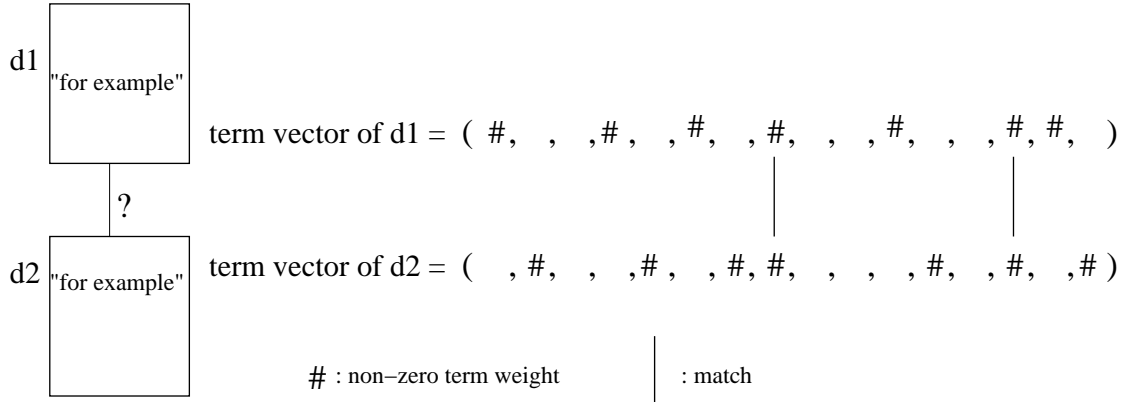 d1
"for example"
term vector of d1 = ( #, , ,# , ,#, , #, , , #, , , #, #, )
?
d2
"for example"
term vector of d2 = ( , #, , ,# , , #, #, , , , #, , #, ,# )
# : non-zero term weight
: match